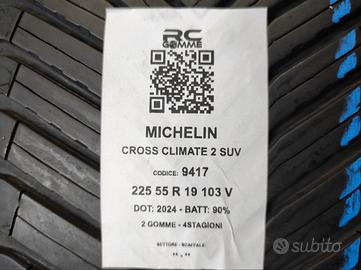 RC
GOMME
MICHELIN
CROSS CLIMATE 2 SUV
CODICE: 9417
225 55 R 19 103 V
DOT: 2024 - BATT: 90%
2 GOMME - 4STAGIONI
SETTORE - SCAFFALE:
subito